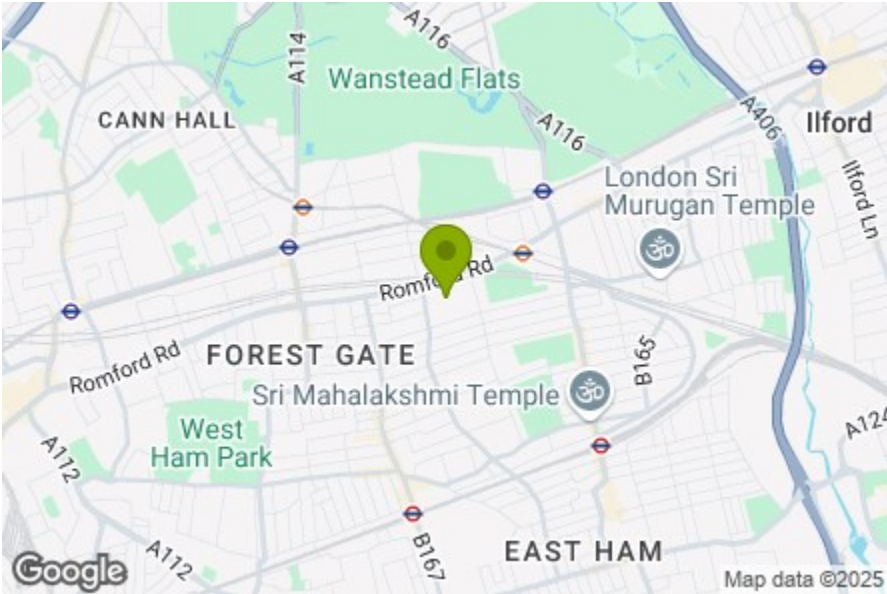 A116
A114
Wanstead Flats
CANN HALL
A116
A406
Ilford
Ilford Ln
London Sri
Murugan Temple
Romford Rd
Romford Rd
FOREST GATE
B165
Sri Mahalakshmi Temple
West
Ham Park
A112
A124
A112
B167
EAST HAM
Google
Map data ©2025